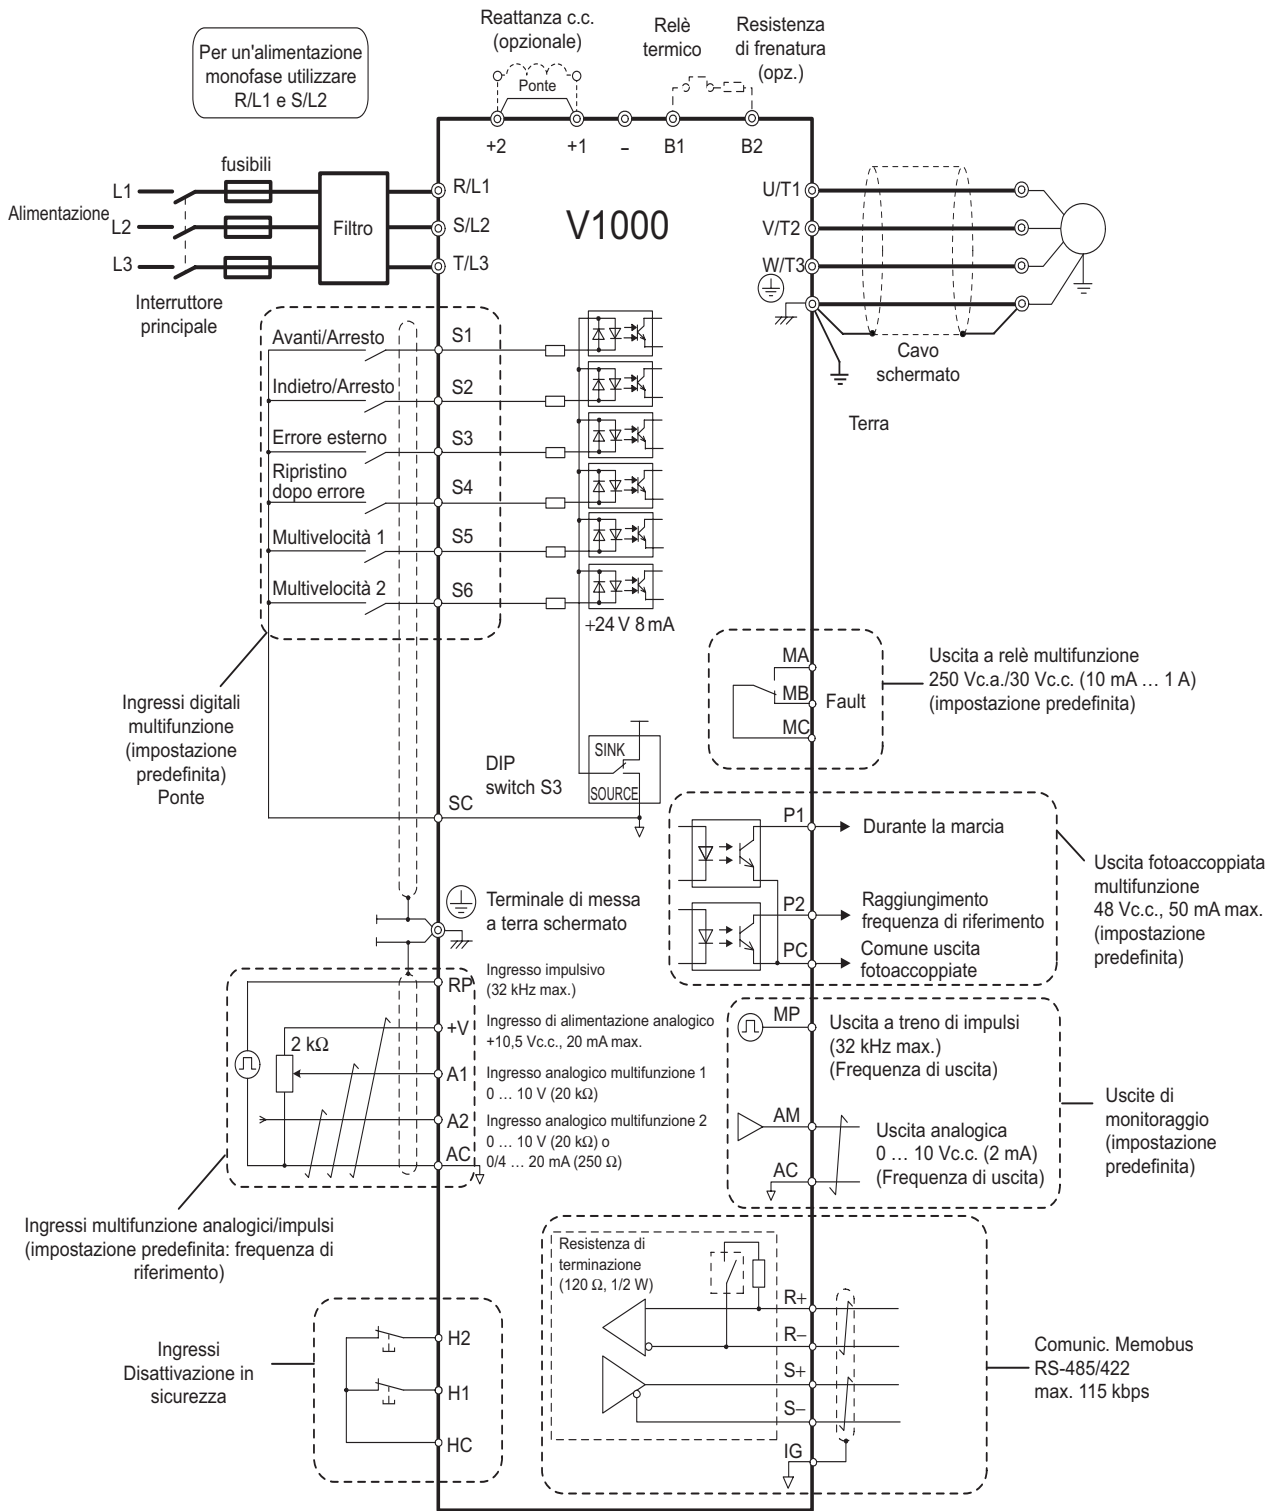 Reattanza c.c.
(opzionale)
Relè
termico
Resistenza
di frenatura
(opz.)
Per un'alimentazione
monofase utilizzare
R/L1 e S/L2
Ponte
+2
+1
–
B1
B2
fusibili
L1
R/L1
U/T1
Alimentazione
L2
Filtro
S/L2
V1000
V/T2
L3
T/L3
W/T3
Interruttore
principale
Cavo
schermato
Terra
Avanti/Arresto
S1
Indietro/Arresto
S2
Errore esterno
S3
Ripristino
dopo errore
S4
Multivelocità 1
S5
Multivelocità 2
S6
+24 V 8 mA
Ingressi digitali
multifunzione
(impostazione
predefinita)
Ponte
DIP
switch S3
SINK
SOURCE
SC
MA
MB
MC
Fault
Uscita a relè multifunzione
250 Vc.a./30 Vc.c. (10 mA … 1 A)
(impostazione predefinita)
P1
Durante la marcia
P2
Raggiungimento
frequenza di riferimento
PC
Comune uscita
fotoaccoppiate
Uscita fotoaccoppiata
multifunzione
48 Vc.c., 50 mA max.
(impostazione
predefinita)
Terminale di messa
a terra schermato
RP
Ingresso impulsivo
(32 kHz max.)
+V
Ingresso di alimentazione analogico
+10,5 Vc.c., 20 mA max.
2 kΩ
A1
Ingresso analogico multifunzione 1
0 … 10 V (20 kΩ)
A2
Ingresso analogico multifunzione 2
0 … 10 V (20 kΩ) o
0/4 … 20 mA (250 Ω)
AC
Ingressi multifunzione analogici/impulsi
(impostazione predefinita: frequenza di
riferimento)
MP
Uscita a treno di impulsi
(32 kHz max.)
(Frequenza di uscita)
AM
Uscita analogica
0 … 10 Vc.c. (2 mA)
(Frequenza di uscita)
AC
Uscite di
monitoraggio
(impostazione
predefinita)
Ingressi
Disattivazione in
sicurezza
H2
H1
HC
Resistenza di
terminazione
(120 Ω, 1/2 W)
R+
R–
S+
S–
IG
Comunic. Memobus
RS-485/422
max. 115 kbps